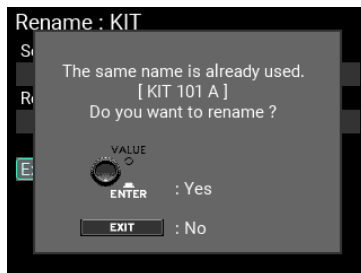 Rename : KIT
The same name is already used.
[ KIT 101 A ]
Do you want to rename ?
VALUE
ENTER : Yes
EXIT : No